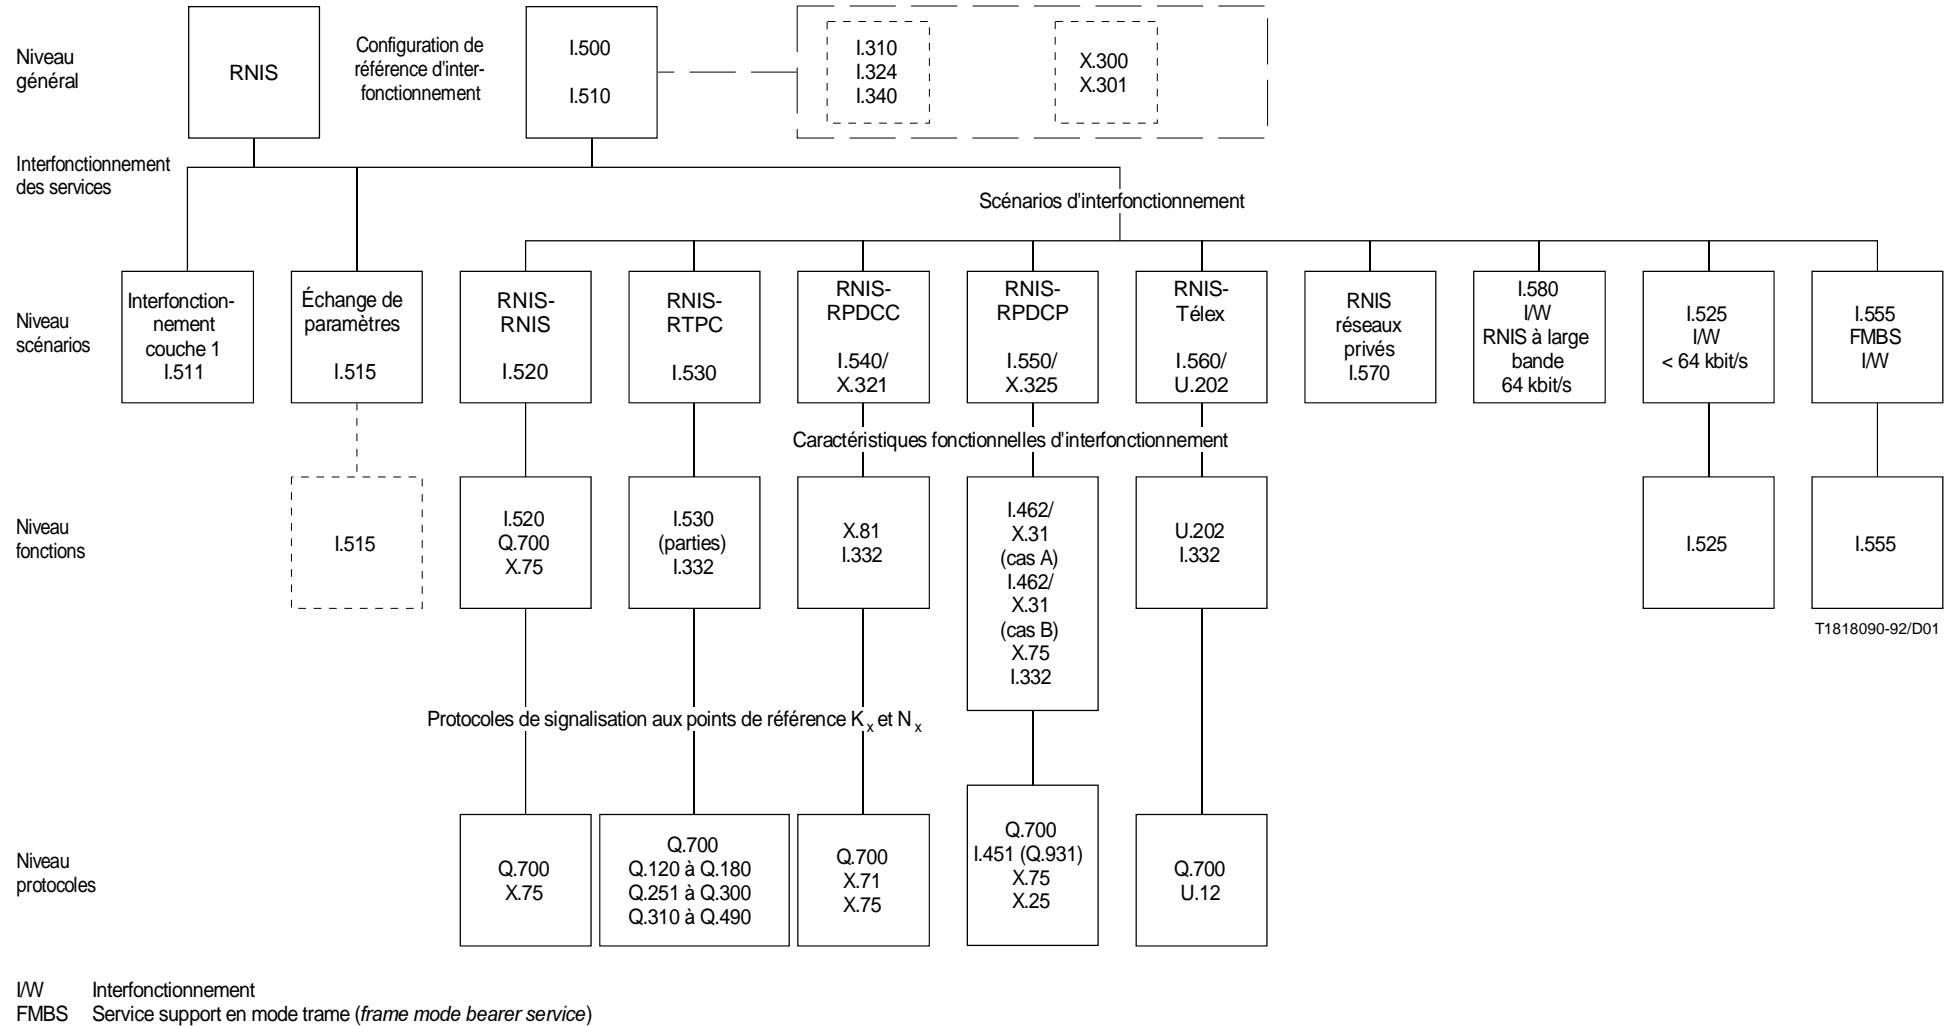 Niveau
général
RNIS
Configuration de
référence d'inter-
fonctionnement
I.500
I.510
I.310
I.324
I.340
X.300
X.301
Interfonctionnement
des services
Scénarios d'interfonctionnement
Niveau
scénarios
Interfonction-
nement
couche 1
I.511
Échange de
paramètres
I.515
RNIS-
RNIS
I.520
RNIS-
RTPC
I.530
RNIS-
RPDCC
I.540/
X.321
RNIS-
RPDCP
I.550/
X.325
RNIS-
Télex
I.560/
U.202
RNIS
réseaux
privés
I.570
I.580
I/W
RNIS à large
bande
64 kbit/s
I.525
I/W
< 64 kbit/s
I.555
FMBS
I/W
Caractéristiques fonctionnelles d'interfonctionnement
Niveau
fonctions
I.515
I.520
Q.700
X.75
I.530
(parties)
I.332
X.81
I.332
I.462/
X.31
(cas A)
I.462/
X.31
(cas B)
X.75
I.332
U.202
I.332
I.525
I.555
T1818090-92/D01
Protocoles de signalisation aux points de référence Kx et Nx
Niveau
protocoles
Q.700
X.75
Q.700
Q.120 à Q.180
Q.251 à Q.300
Q.310 à Q.490
Q.700
X.71
X.75
Q.700
I.451 (Q.931)
X.75
X.25
Q.700
U.12
I/W Interfonctionnement
FMBS Service support en mode trame (frame mode bearer service)